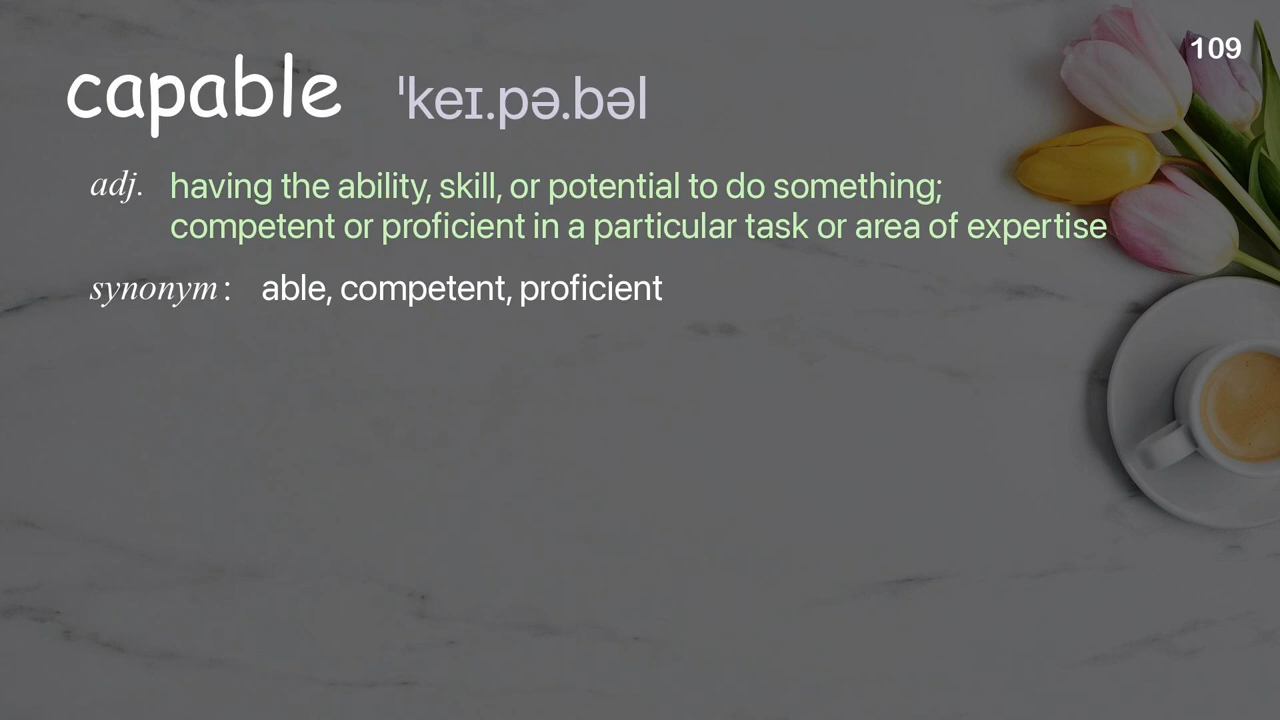 109
capable ˈkeɪ.pə.bəl
adj. having the ability, skill, or potential to do something;
competent or proficient in a particular task or area of expertise
synonym: able, competent, proficient